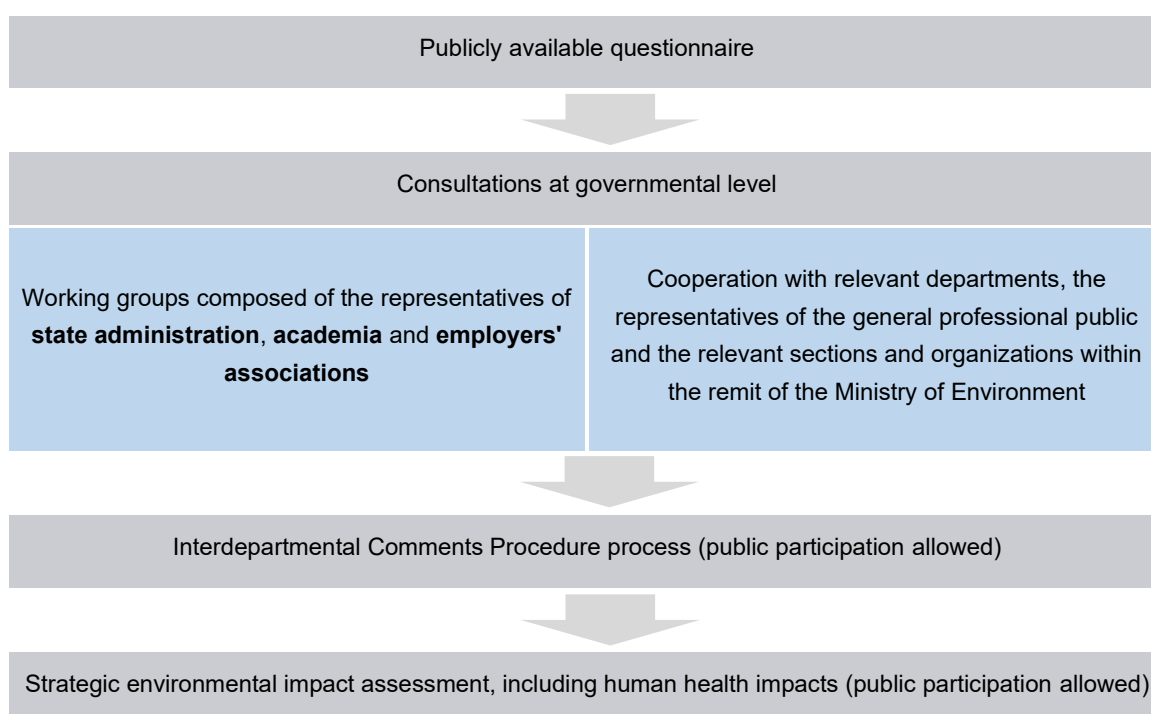 Publicly available questionnaire
Consultations at governmental level
Working groups composed of the representatives of
state administration, academia and employers'
associations
Cooperation with relevant departments, the
representatives of the general professional public
and the relevant sections and organizations within
the remit of the Ministry of Environment
Interdepartmental Comments Procedure process (public participation allowed)
Strategic environmental impact assessment, including human health impacts (public participation allowed)